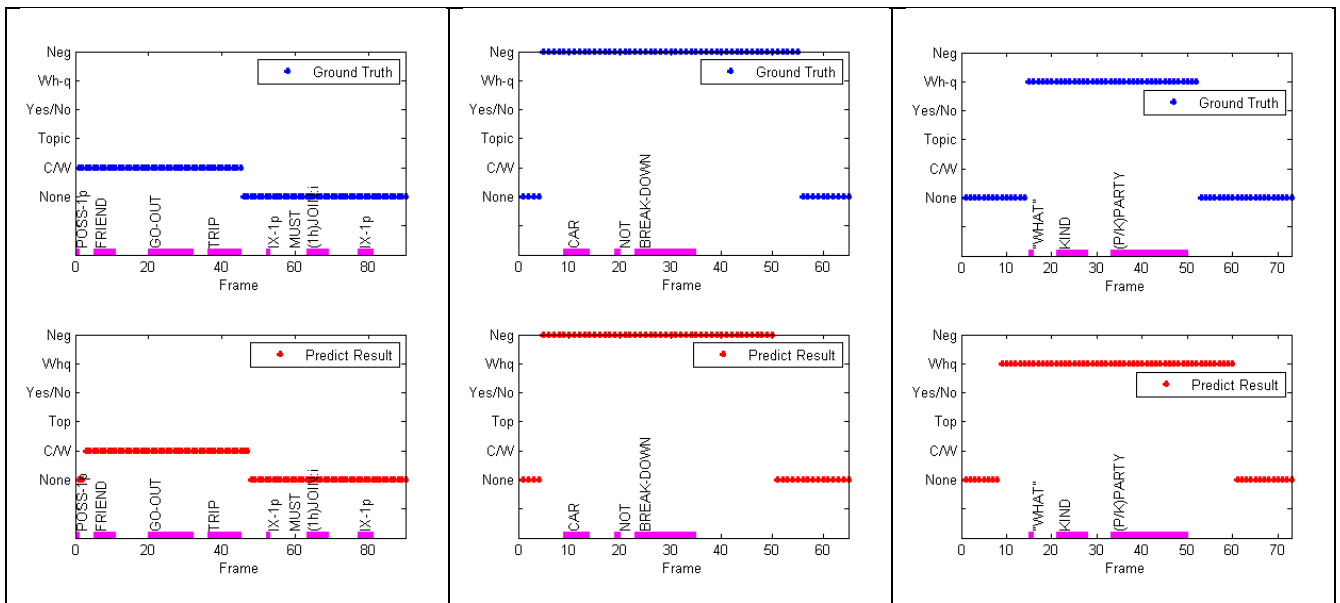 Neg
Wh-q
Yes/No
Topic
C/W
None
Ground Truth
POSS-1p
FRIEND
GO-OUT
TRIP
IX-1p
MUST
(1h)JOIN:i
IX-1p
0 20 40 60 80
Frame
Neg
Wh-q
Yes/No
Topic
C/W
None
Ground Truth
CAR
NOT
BREAK-DOWN
0 10 20 30 40 50 60
Frame
Neg
Wh-q
Yes/No
Topic
C/W
None
Ground Truth
"WHAT"
KIND
(P/K)PARTY
0 10 20 30 40 50 60 70
Frame
Neg
Whq
Yes/No
Top
C/W
None
Predict Result
POSS-1p
FRIEND
GO-OUT
TRIP
IX-1p
MUST
(1h)JOIN:i
IX-1p
0 20 40 60 80
Frame
Neg
Whq
Yes/No
Top
C/W
None
Predict Result
CAR
NOT
BREAK-DOWN
0 10 20 30 40 50 60
Frame
Neg
Whq
Yes/No
Top
C/W
None
Predict Result
"WHAT"
KIND
(P/K)PARTY
0 10 20 30 40 50 60 70
Frame